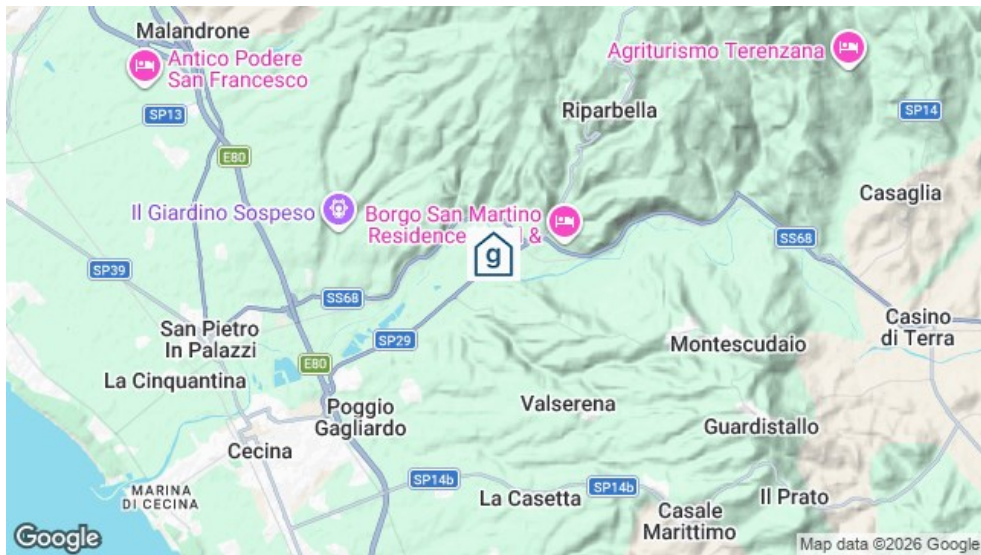 Malandrone
Antico Podere
San Francesco
Agriturismo Terenzana
SP13
Riparbella
SP14
E80
Casaglia
Il Giardino Sospeso
Borgo San Martino
Residence &
SS68
g
SP39
SS68
San Pietro
In Palazzi
SP29
Casino
di Terra
Montescudaio
E80
La Cinquantina
Poggio
Gagliardo
Valserena
Guardistallo
Cecina
SP14b
MARINA
DI CECINA
La Casetta
SP14b
Il Prato
Casale
Marittimo
Google
Map data ©2026 Google